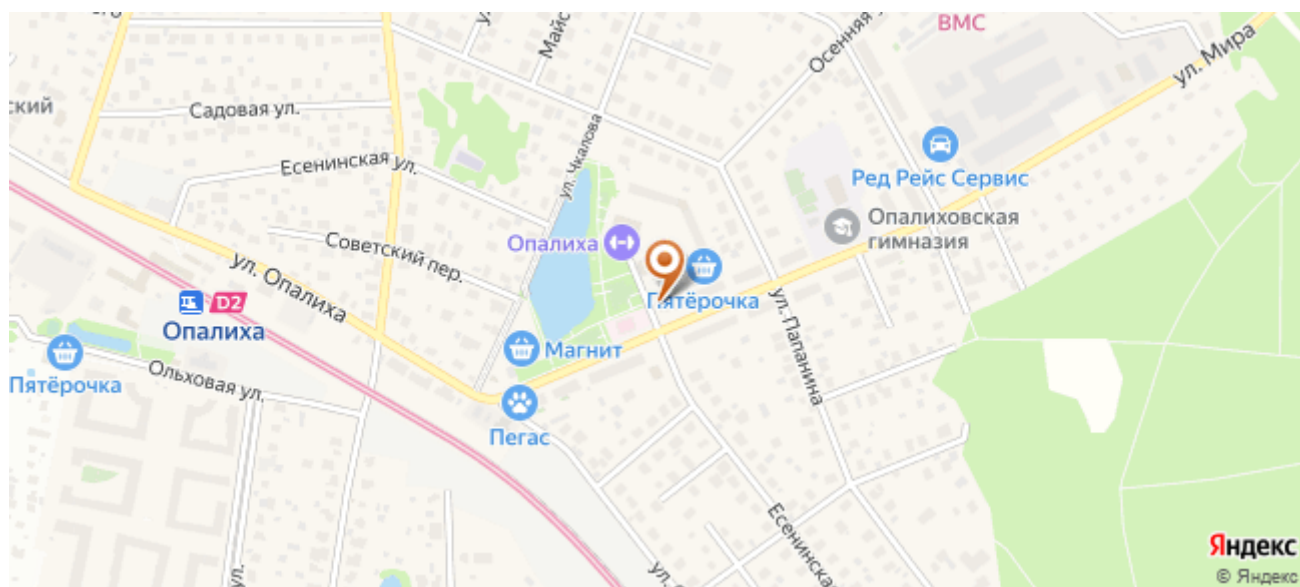 ул. Мира
ВМС
Осенняя
Майс
ский
Садовая ул.
ул. Чкалова
Есенинская ул.
Ред Рейс Сервис
Опалиховская
гимназия
Опалиха
Советский пер.
Пятёрочка
ул. Опалиха
D2
Опалиха
Магнит
ул. Папанина
Пятёрочка
Ольховая ул.
Пегас
Есенинска
ул.
ул.
Яндекс
© Яндекс